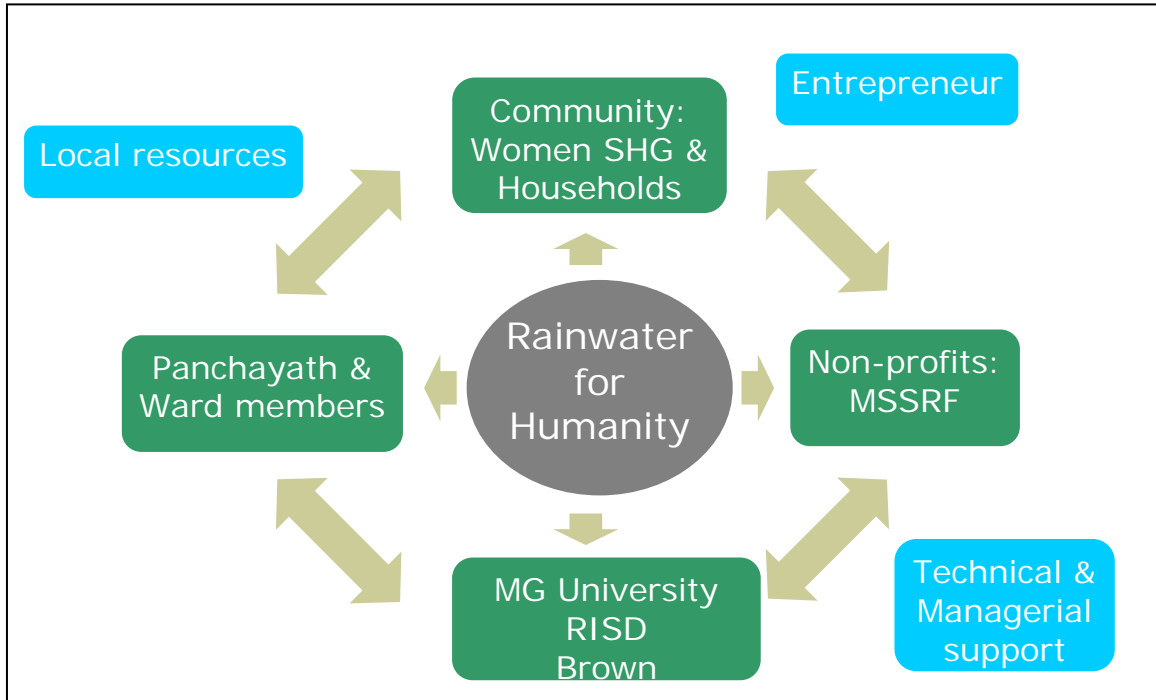 Entrepreneur
Community:
Women SHG &
Households
Local resources
Rainwater
for
Humanity
Panchayath &
Ward members
Non-profits:
MSSRF
MG University
RISD
Brown
Technical &
Managerial
support